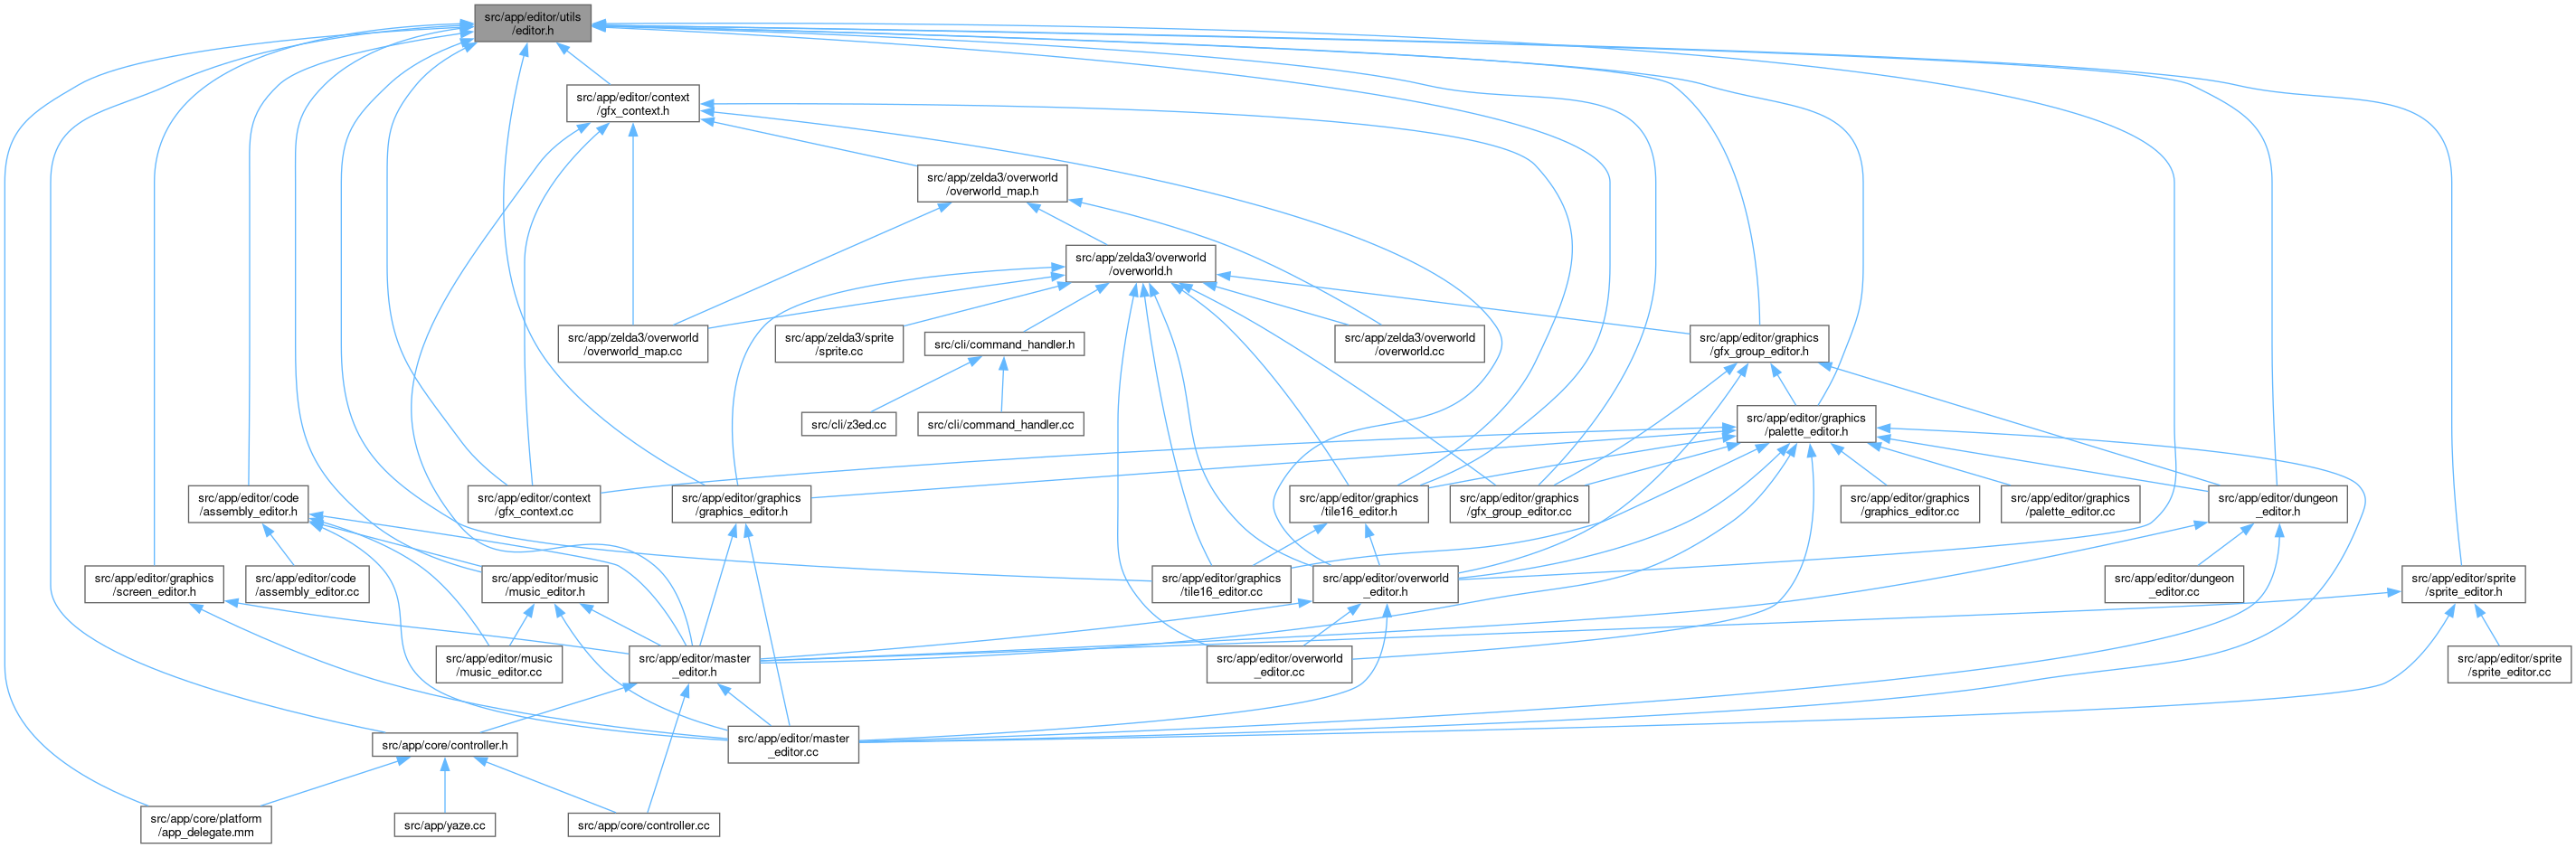 src/app/editor/utils
/editor.h
src/app/editor/context
/gfx_context.h
src/app/zelda3/overworld
/overworld_map.h
src/app/zelda3/overworld
/overworld.h
src/app/zelda3/overworld
/overworld_map.cc
src/app/zelda3/sprite
/sprite.cc
src/cli/command_handler.h
src/app/zelda3/overworld
/overworld.cc
src/app/editor/graphics
/gfx_group_editor.h
src/cli/z3ed.cc
src/cli/command_handler.cc
src/app/editor/graphics
/palette_editor.h
src/app/editor/code
/assembly_editor.h
src/app/editor/context
/gfx_context.cc
src/app/editor/graphics
/graphics_editor.h
src/app/editor/graphics
/tile16_editor.h
src/app/editor/graphics
/gfx_group_editor.cc
src/app/editor/graphics
/graphics_editor.cc
src/app/editor/graphics
/palette_editor.cc
src/app/editor/dungeon
_editor.h
src/app/editor/graphics
/screen_editor.h
src/app/editor/code
/assembly_editor.cc
src/app/editor/music
/music_editor.h
src/app/editor/graphics
/tile16_editor.cc
src/app/editor/overworld
_editor.h
src/app/editor/dungeon
_editor.cc
src/app/editor/sprite
/sprite_editor.h
src/app/editor/music
/music_editor.cc
src/app/editor/master
_editor.h
src/app/editor/overworld
_editor.cc
src/app/editor/sprite
/sprite_editor.cc
src/app/core/controller.h
src/app/editor/master
_editor.cc
src/app/core/platform
/app_delegate.mm
src/app/yaze.cc
src/app/core/controller.cc